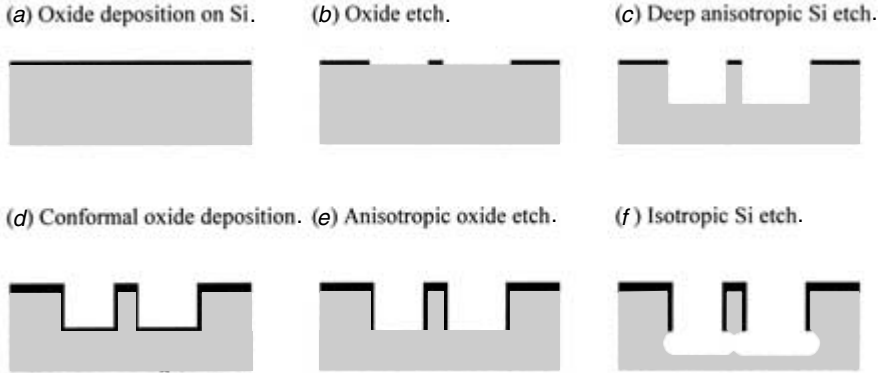 (a) Oxide deposition on Si.
(b) Oxide etch.
(c) Deep anisotropic Si etch.
(d) Conformal oxide deposition.
(e) Anisotropic oxide etch.
(f) Isotropic Si etch.